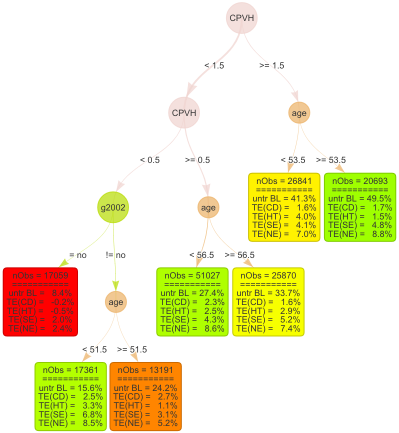 CPVH
< 1.5
>= 1.5
CPVH
age
< 0.5
>= 0.5
< 53.5
>= 53.5
nObs = 26841
===========
untr BL = 41.3%
TE(CD) = 1.6%
TE(HT) = 4.0%
TE(SE) = 4.1%
TE(NE) = 7.0%
nObs = 20693
===========
untr BL = 49.5%
TE(CD) = 1.7%
TE(HT) = 1.5%
TE(SE) = 4.8%
TE(NE) = 8.8%
g2002
age
= no
!= no
< 56.5
>= 56.5
nObs = 17059
===========
untr BL = 8.4%
TE(CD) = -0.2%
TE(HT) = -0.8%
TE(SE) = 2.0%
TE(NE) = 2.4%
age
nObs = 51027
===========
untr BL = 27.4%
TE(CD) = 2.3%
TE(HT) = 2.5%
TE(SE) = 4.3%
TE(NE) = 8.6%
nObs = 25870
===========
untr BL = 33.7%
TE(CD) = 1.6%
TE(HT) = 2.9%
TE(SE) = 5.2%
TE(NE) = 7.4%
< 51.5
>= 51.5
nObs = 17361
===========
untr BL = 15.6%
TE(CD) = 2.5%
TE(HT) = 3.3%
TE(SE) = 6.8%
TE(NE) = 8.5%
nObs = 13191
===========
untr BL = 24.2%
TE(CD) = 2.7%
TE(HT) = 1.1%
TE(SE) = 3.1%
TE(NE) = 5.2%